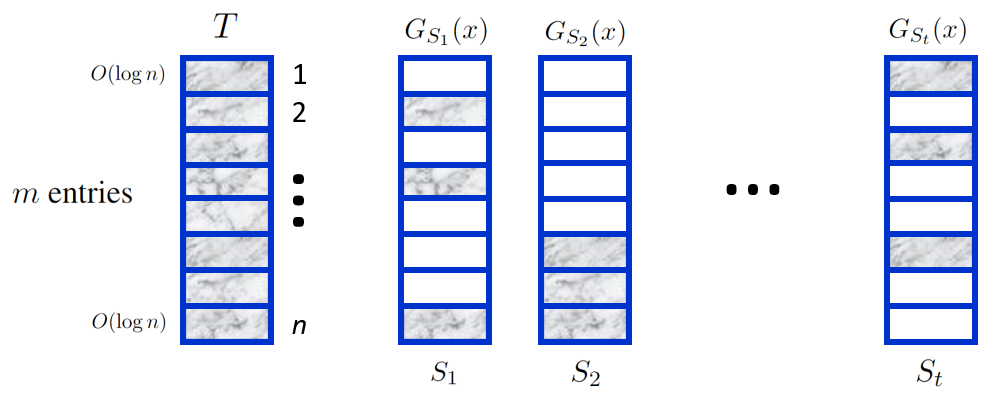 T
G_{S_1}(x)
G_{S_2}(x)
G_{S_t}(x)
O(log n)
1
2
m entries
...
O(log n)
n
S_1
S_2
S_t